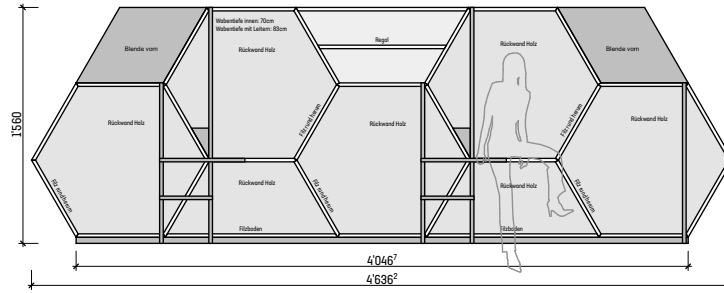 Wabentiefe innen: 70cm
Wabentiefe mit Leitern: 83cm
Blende vorn
Rückwand Holz
Regal
Rückwand Holz
Blende vorn
Rückwand Holz
Rückwand Holz
Rückwand Holz
Filz rund herum
Filz rund herum
Filz rund herum
Filz rund herum
Filz rund herum
Rückwand Holz
Rückwand Holz
Filzboden
Filzboden
1'560
4'046⁷
4'636²